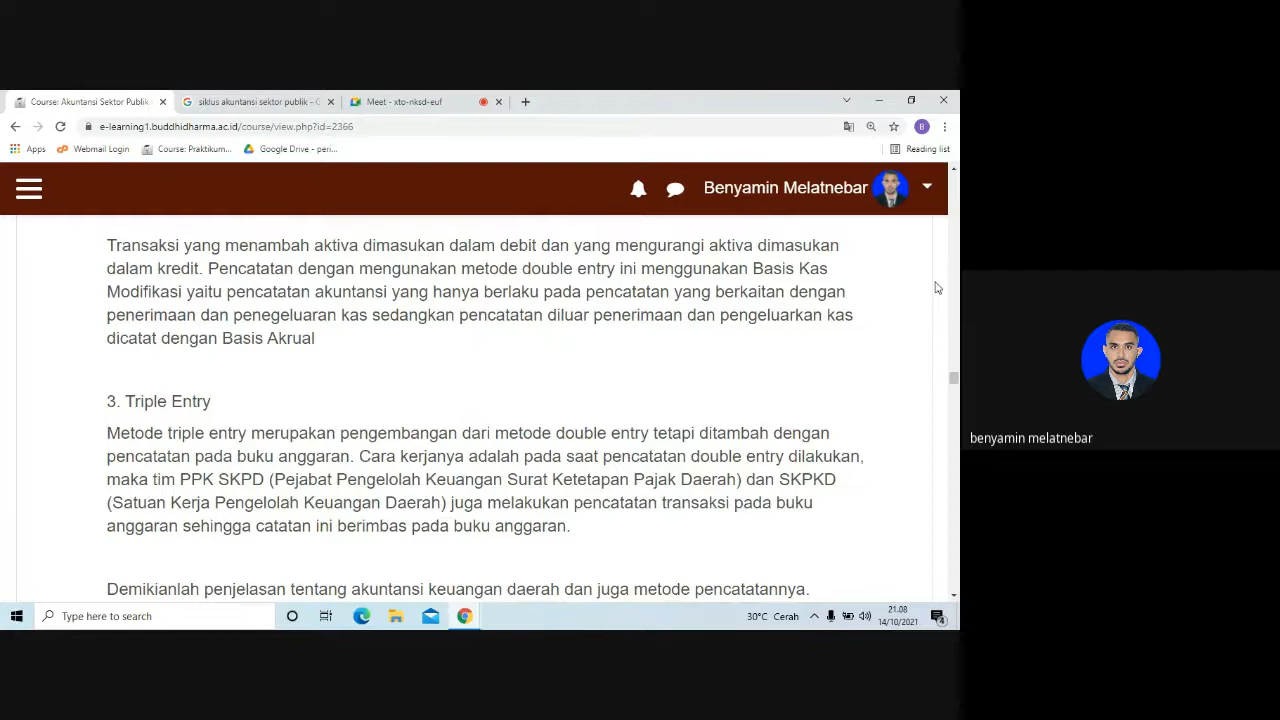 Course: Akuntansi Sektor Publik
siklus akuntansi sektor publik - G
Meet - xto-nksd-euf
e-learning1.buddhidharma.ac.id/course/view.php?id=2366
B
Apps
Webmail Login
Course: Praktikum...
Google Drive - peri...
Reading list
Benyamin Melatnebar
Transaksi yang menambah aktiva dimasukan dalam debit dan yang mengurangi aktiva dimasukan
dalam kredit. Pencatatan dengan mengunakan metode double entry ini menggunakan Basis Kas
Modifikasi yaitu pencatatan akuntansi yang hanya berlaku pada pencatatan yang berkaitan dengan
penerimaan dan penegeluaran kas sedangkan pencatatan diluar penerimaan dan pengeluarkan kas
dicatat dengan Basis Akrual
3. Triple Entry
Metode triple entry merupakan pengembangan dari metode double entry tetapi ditambah dengan
pencatatan pada buku anggaran. Cara kerjanya adalah pada saat pencatatan double entry dilakukan,
maka tim PPK SKPD (Pejabat Pengelolah Keuangan Surat Ketetapan Pajak Daerah) dan SKPKD
(Satuan Kerja Pengelolah Keuangan Daerah) juga melakukan pencatatan transaksi pada buku
anggaran sehingga catatan ini berimbas pada buku anggaran.
Demikianlah penjelasan tentang akuntansi keuangan daerah dan juga metode pencatatannya.
benyamin melatnebar
Type here to search
30°C Cerah
21.08
14/10/2021
4